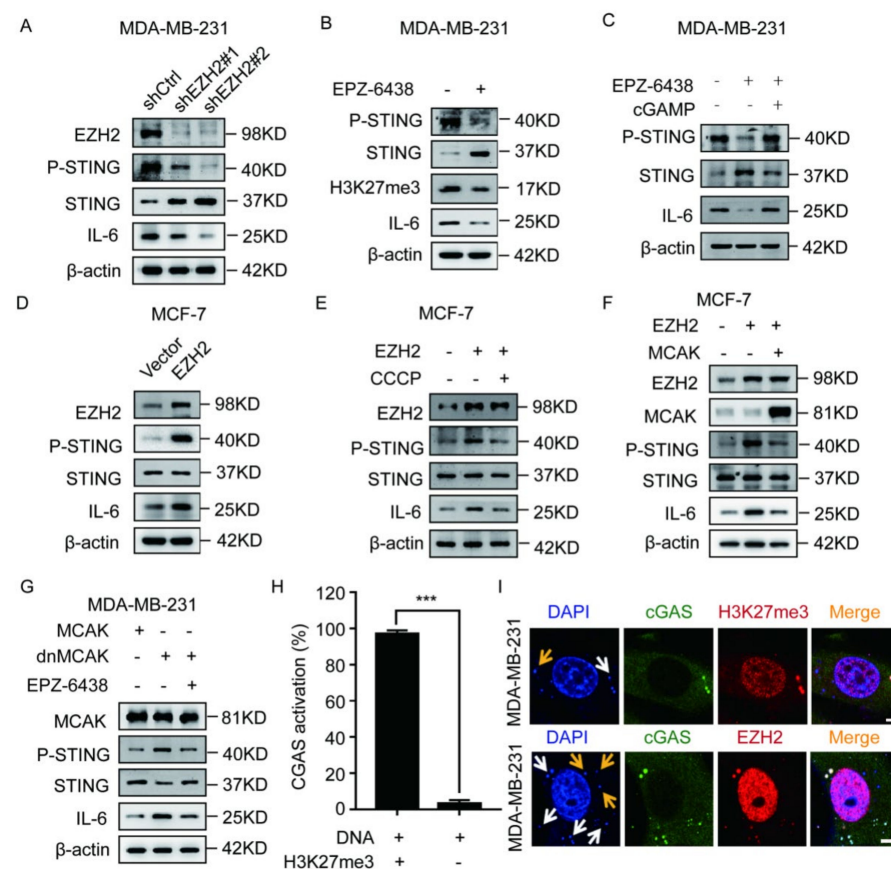 A
MDA-MB-231
shCtrl
shEZH2#1
shEZH2#2
EZH2 98KD
P-STING 40KD
STING 37KD
IL-6 25KD
β-actin 42KD
B
MDA-MB-231
EPZ-6438 - +
P-STING 40KD
STING 37KD
H3K27me3 17KD
IL-6 25KD
β-actin 42KD
C
MDA-MB-231
EPZ-6438 - + +
cGAMP - - +
P-STING 40KD
STING 37KD
IL-6 25KD
β-actin 42KD
D
MCF-7
Vector
EZH2
EZH2 98KD
P-STING 40KD
STING 37KD
IL-6 25KD
β-actin 42KD
E
MCF-7
EZH2 - + +
CCCP - - +
EZH2 98KD
P-STING 40KD
STING 37KD
IL-6 25KD
β-actin 42KD
F
MCF-7
EZH2 - + +
MCAK - - +
EZH2 98KD
MCAK 81KD
P-STING 40KD
STING 37KD
IL-6 25KD
β-actin 42KD
G
MDA-MB-231
MCAK + - -
dnMCAK - + +
EPZ-6438 - - +
MCAK 81KD
P-STING 40KD
STING 37KD
IL-6 25KD
β-actin 42KD
H
CGAS activation (%)
120
100
80
60
40
20
0
***
DNA + +
H3K27me3 + -
I
DAPI cGAS H3K27me3 Merge
MDA-MB-231
DAPI cGAS EZH2 Merge
MDA-MB-231